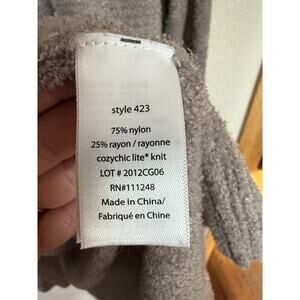 style 423
75% nylon
25% rayon / rayonne
cozychic lite® knit
LOT # 2012CG06
RN#111248
Made in China/
Fabriqué en Chine